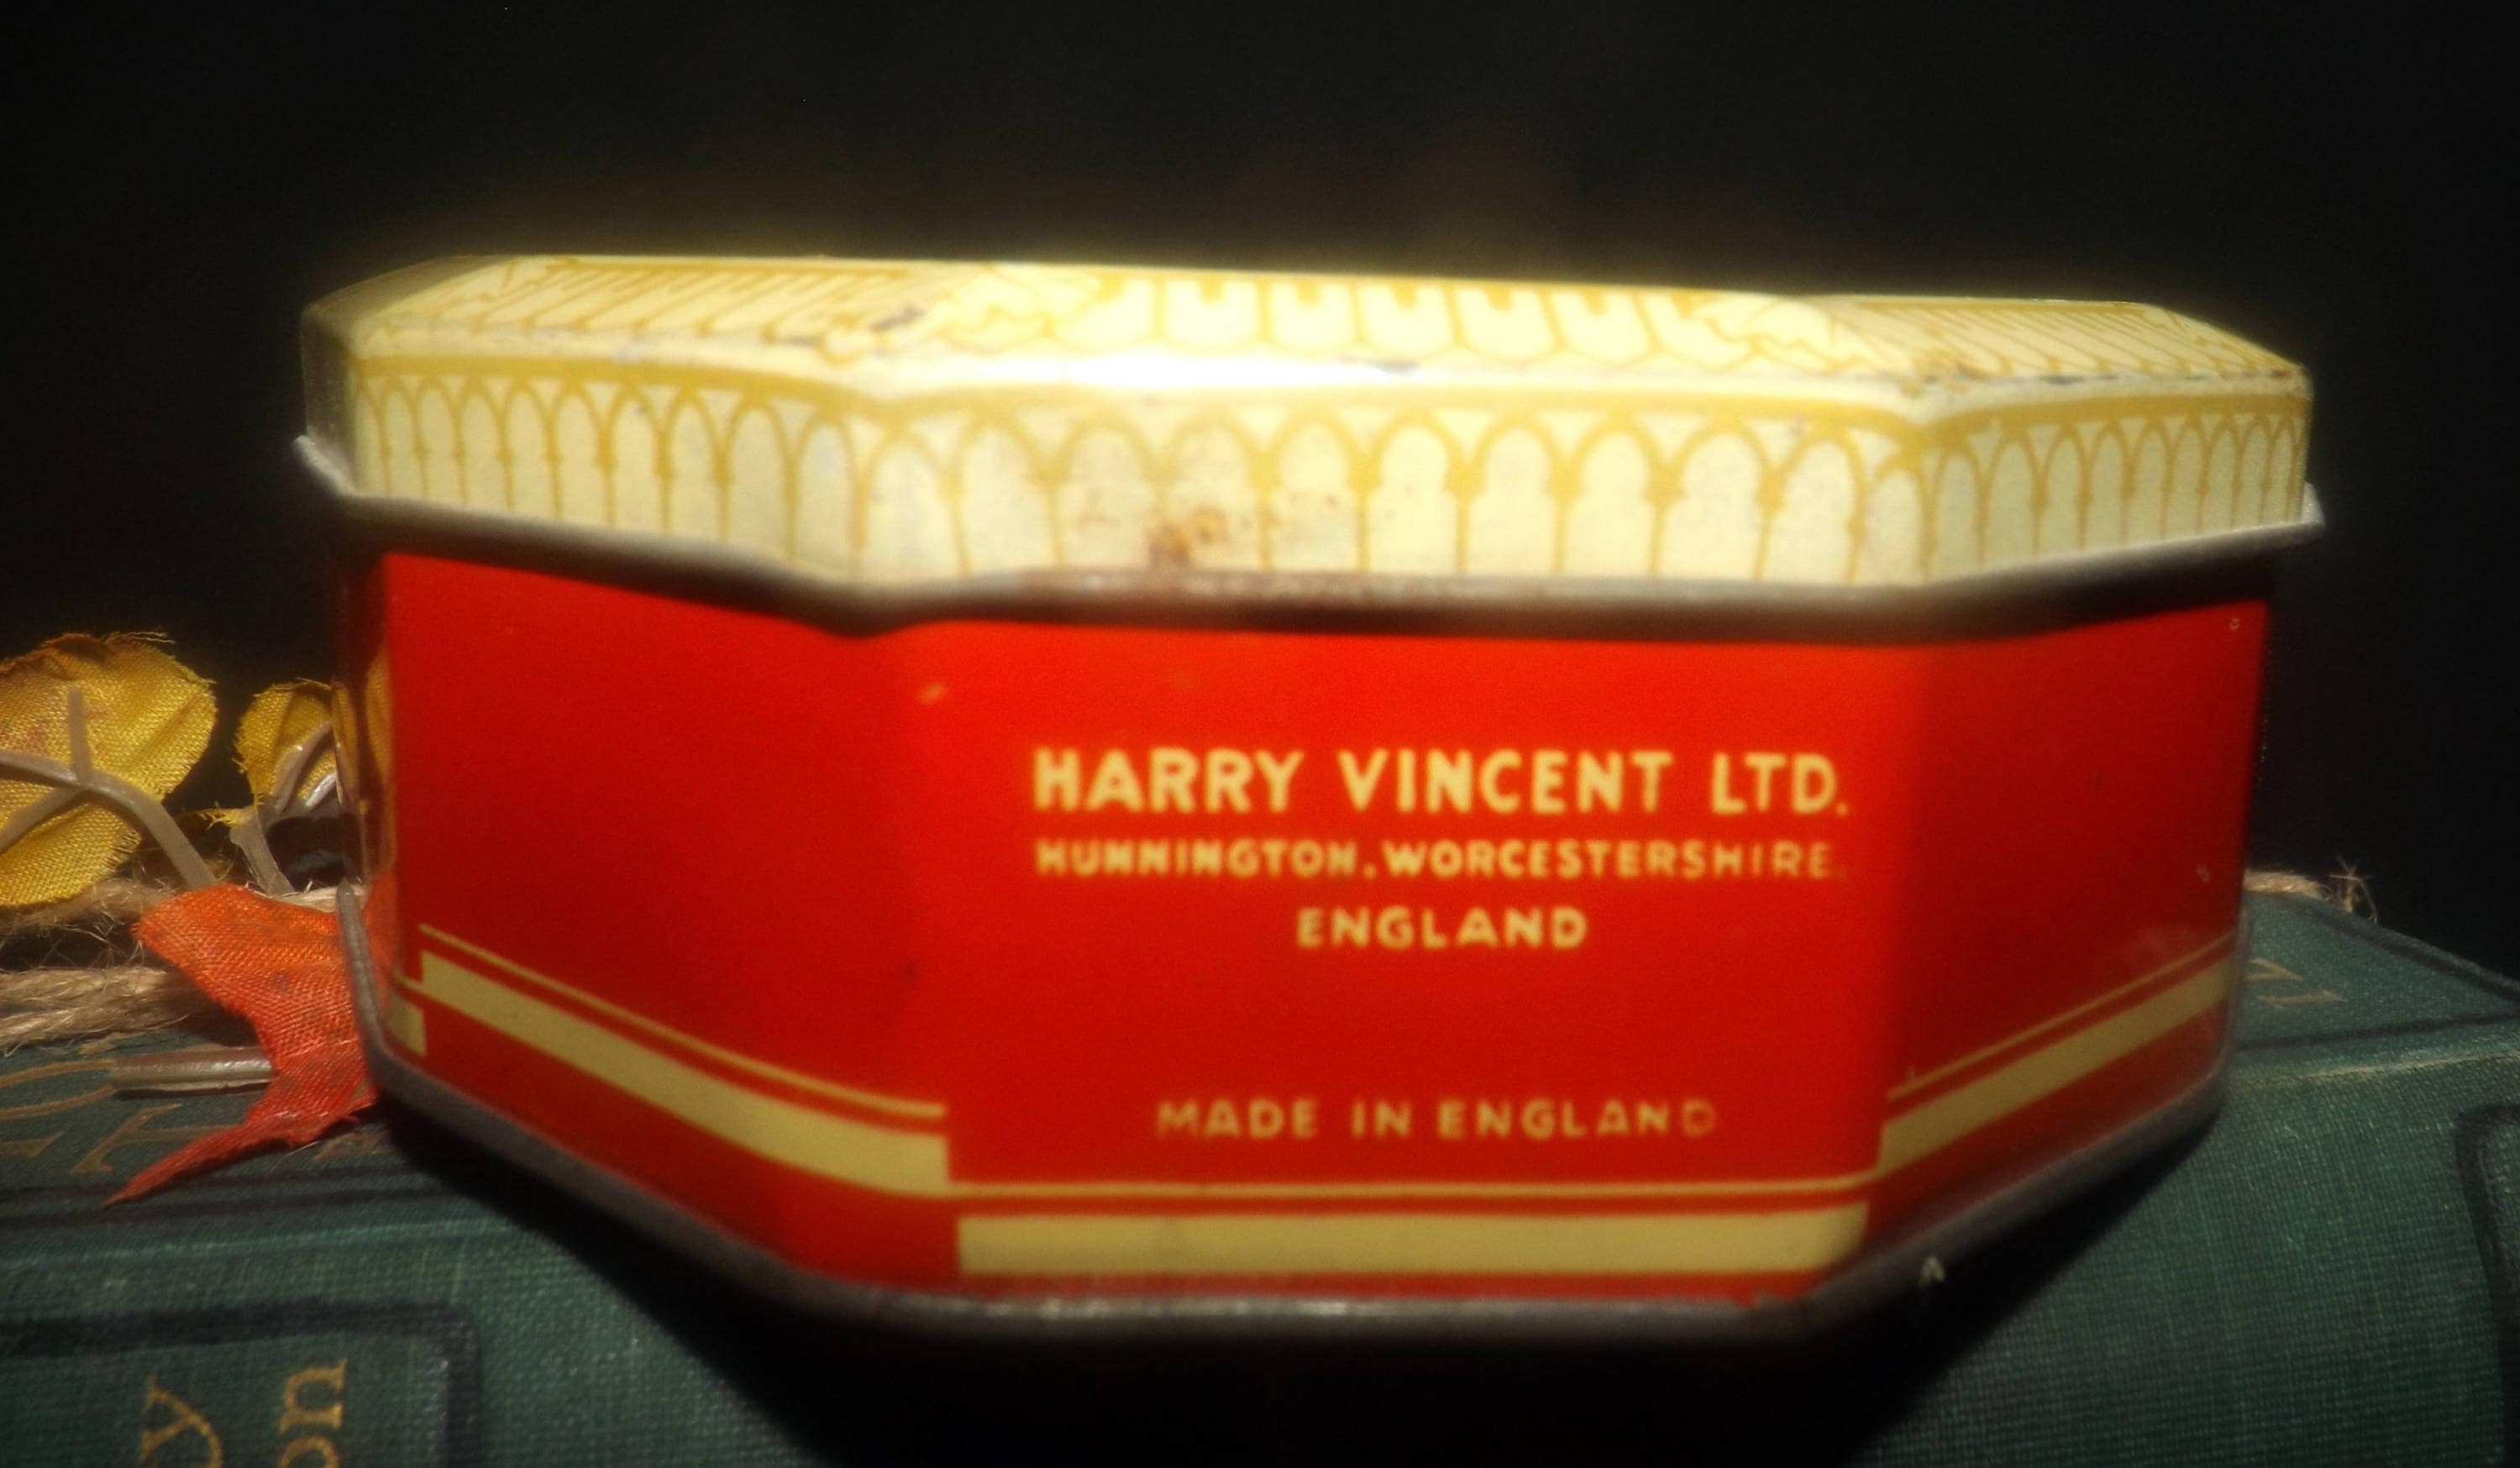 HARRY VINCENT LTD.
HUNNINGTON, WORCESTERSHIRE.
ENGLAND
MADE IN ENGLAND